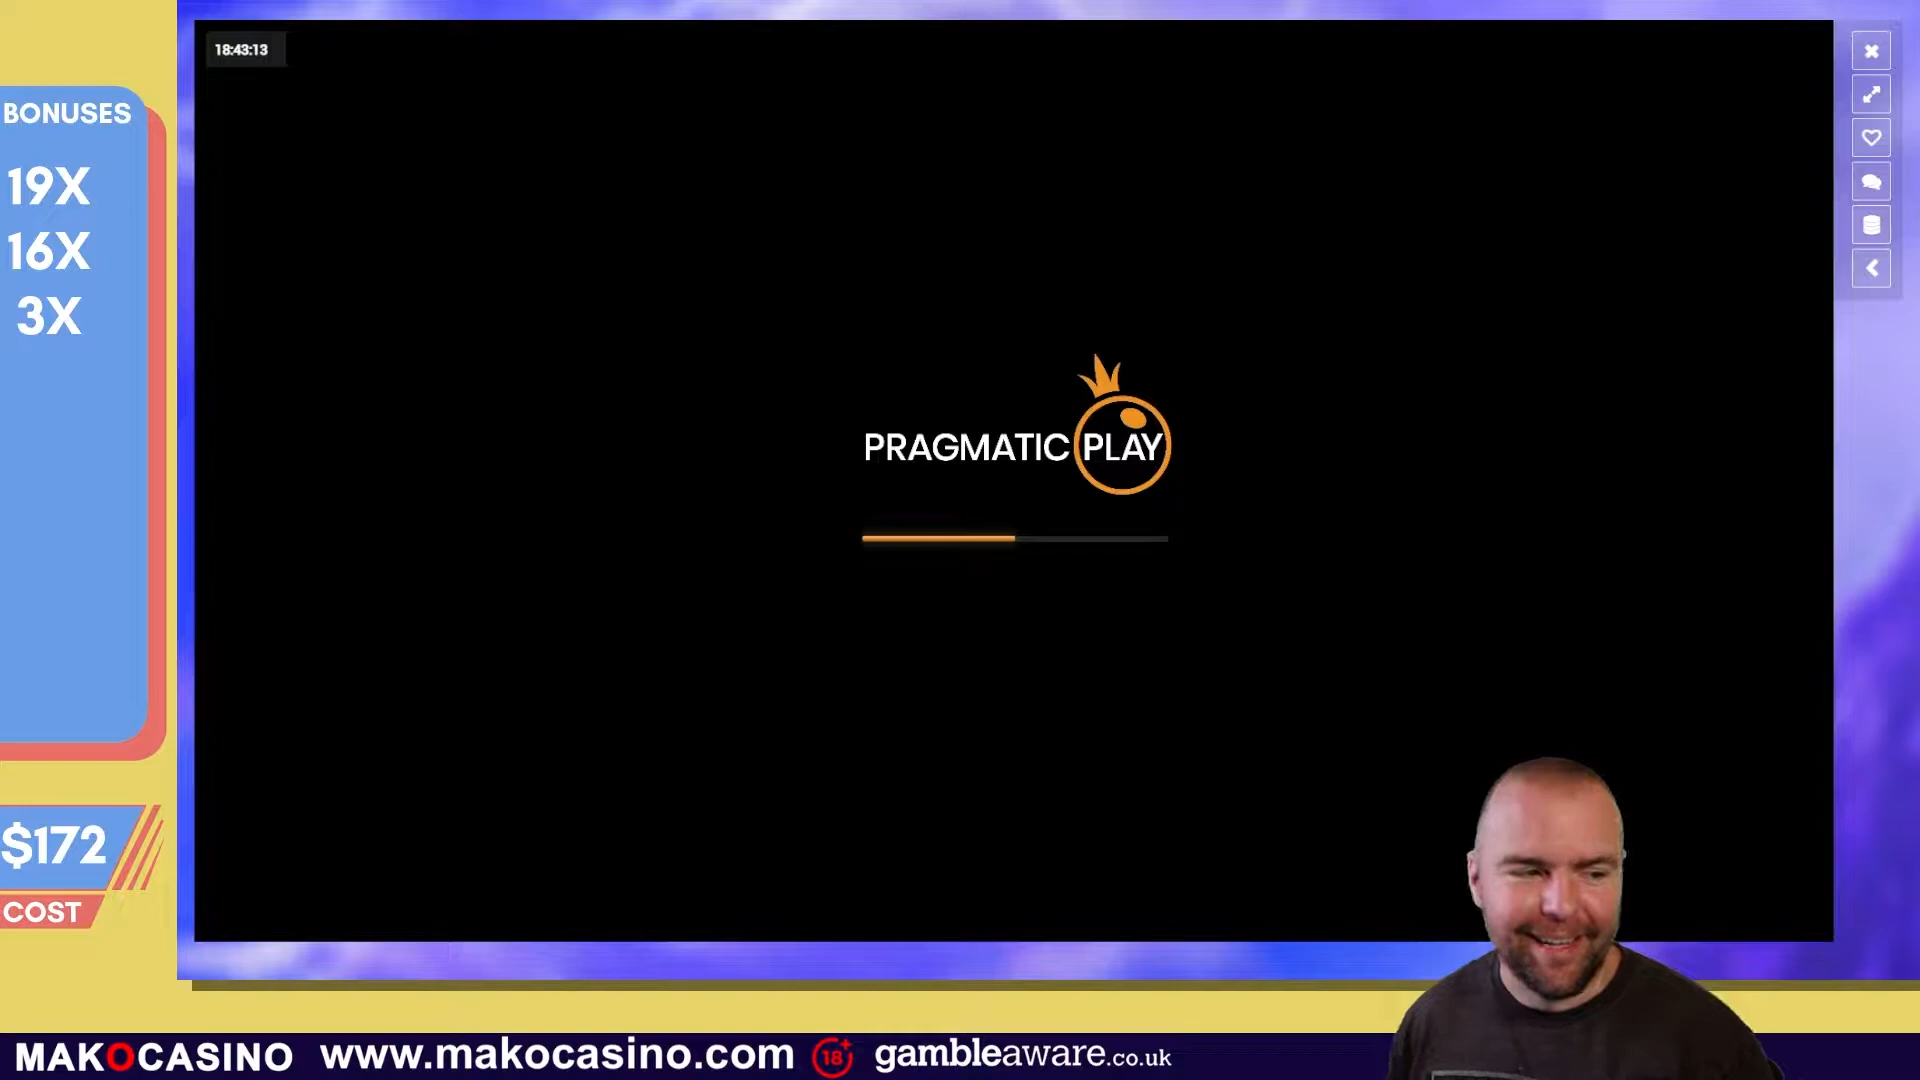 18:43:13
BONUSES
19X
16X
3X
PRAGMATIC PLAY
$172
COST
MAKOCASINO www.makocasino.com 18+ gambleaware.co.uk